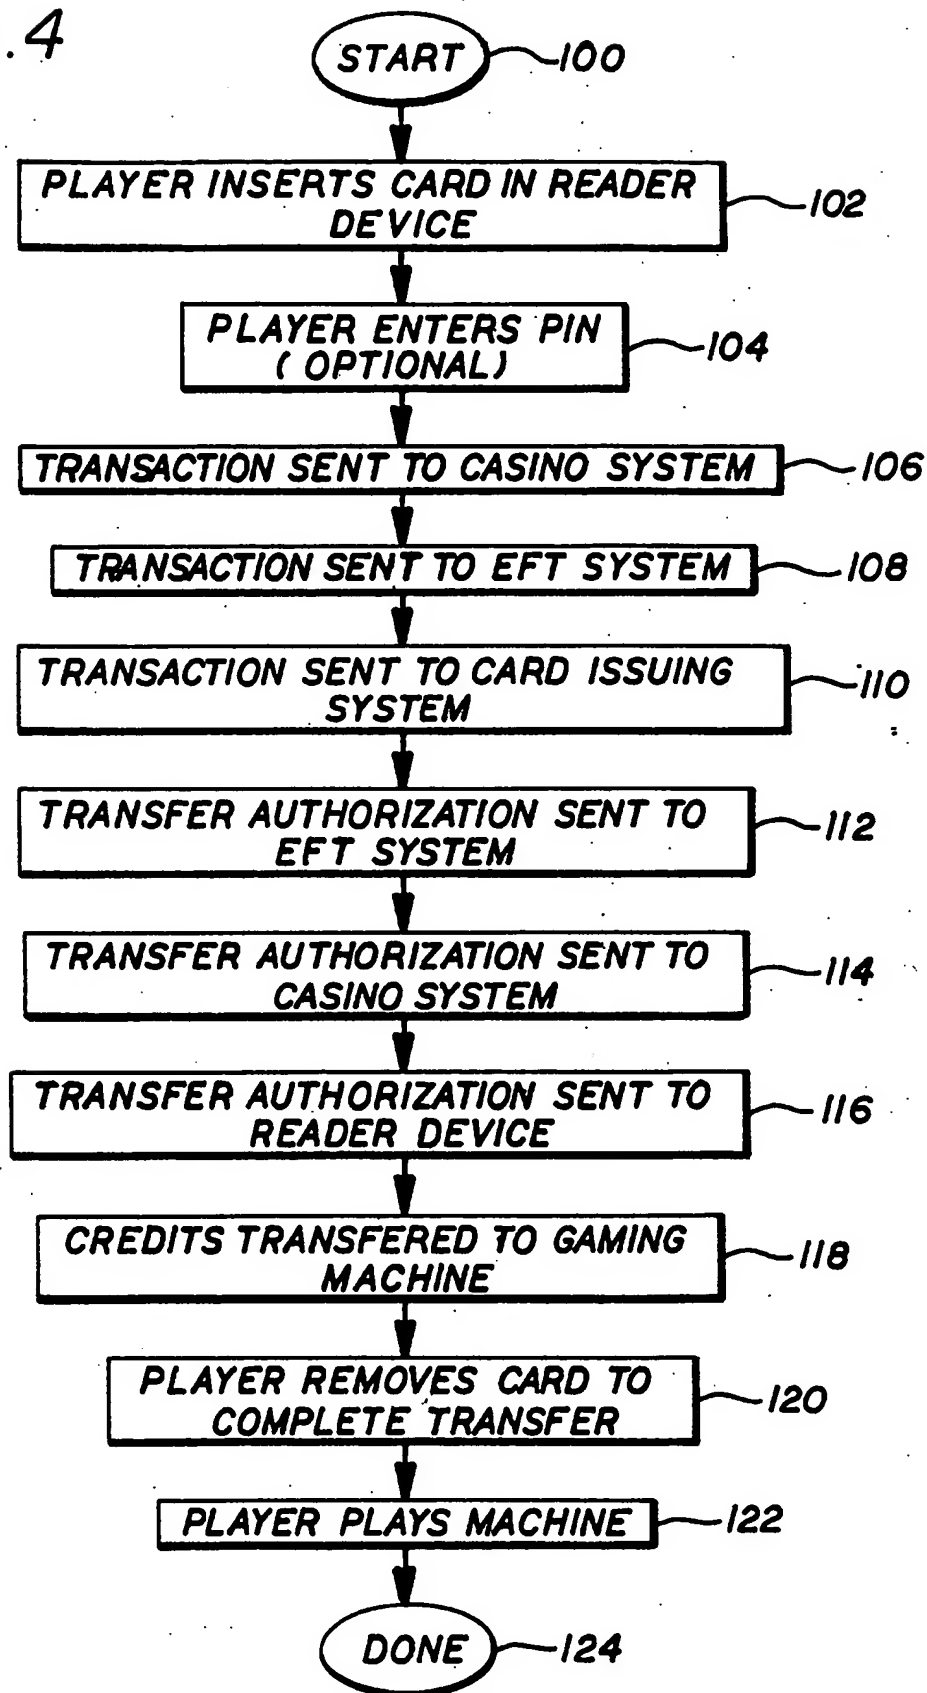 .4
START 100
PLAYER INSERTS CARD IN READER
DEVICE
102
PLAYER ENTERS PIN
(OPTIONAL)
104
TRANSACTION SENT TO CASINO SYSTEM 106
TRANSACTION SENT TO EFT SYSTEM 108
TRANSACTION SENT TO CARD ISSUING
SYSTEM
110
TRANSFER AUTHORIZATION SENT TO
EFT SYSTEM
112
TRANSFER AUTHORIZATION SENT TO
CASINO SYSTEM
114
TRANSFER AUTHORIZATION SENT TO
READER DEVICE
116
CREDITS TRANSFERED TO GAMING
MACHINE
118
PLAYER REMOVES CARD TO
COMPLETE TRANSFER
120
PLAYER PLAYS MACHINE 122
DONE 124